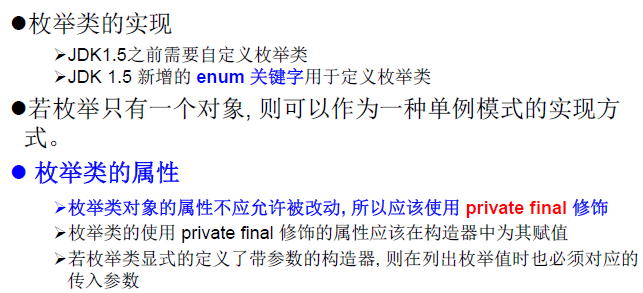 ●枚举类的实现
➢JDK1.5之前需要自定义枚举类
➢JDK 1.5 新增的 enum 关键字用于定义枚举类
●若枚举只有一个对象, 则可以作为一种单例模式的实现方
式。
● 枚举类的属性
➢枚举类对象的属性不应允许被改动, 所以应该使用 private final 修饰
➢枚举类的使用 private final 修饰的属性应该在构造器中为其赋值
➢若枚举类显式的定义了带参数的构造器, 则在列出枚举值时也必须对应的
传入参数